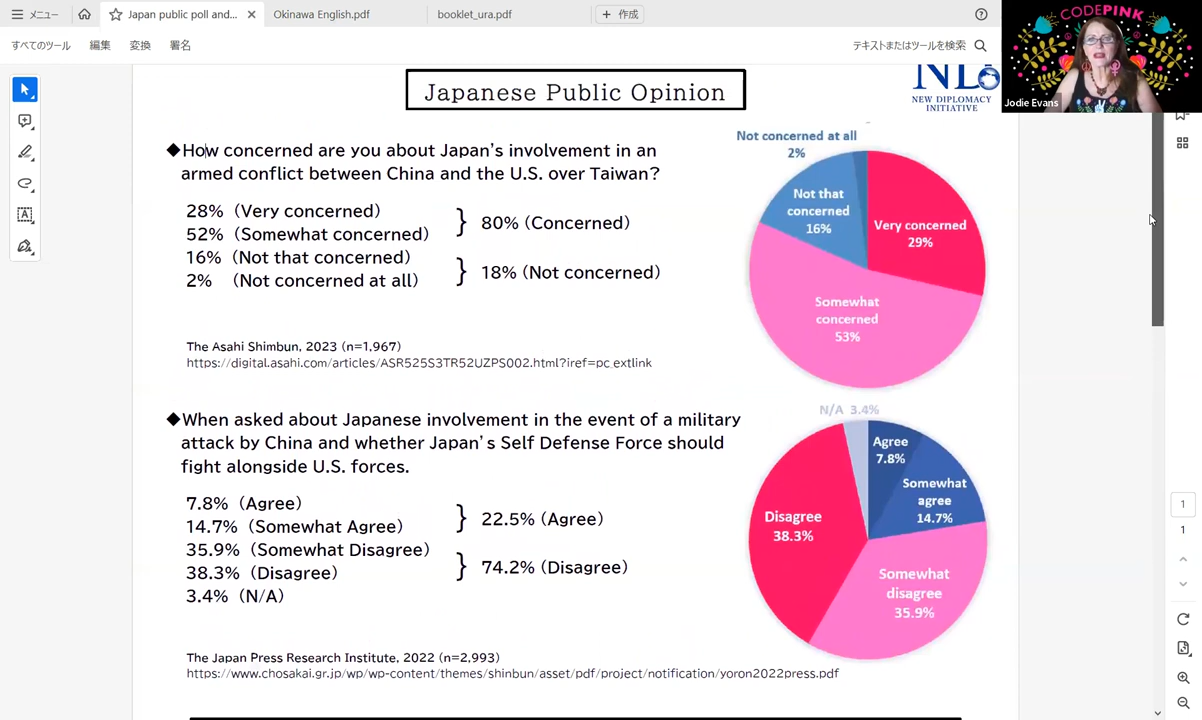 メニュー
Japan public poll and...
Okinawa English.pdf
booklet_ura.pdf
作成
すべてのツール
編集
変換
署名
テキストまたはツールを検索
CODEPINK
Jodie Evans
Japanese Public Opinion
NEW DIPLOMACY
INITIATIVE
◆How concerned are you about Japan's involvement in an
armed conflict between China and the U.S. over Taiwan?
28% (Very concerned)
52% (Somewhat concerned)
16% (Not that concerned)
2% (Not concerned at all)
} 80% (Concerned)
} 18% (Not concerned)
The Asahi Shimbun, 2023 (n=1,967)
https://digital.asahi.com/articles/ASR525S3TR52UZPS002.html?iref=pc_extlink
Not concerned at all
2%
Not that
concerned
16%
Very concerned
29%
Somewhat
concerned
53%
◆When asked about Japanese involvement in the event of a military
attack by China and whether Japan's Self Defense Force should
fight alongside U.S. forces.
7.8% (Agree)
14.7% (Somewhat Agree)
35.9% (Somewhat Disagree)
38.3% (Disagree)
3.4% (N/A)
} 22.5% (Agree)
} 74.2% (Disagree)
The Japan Press Research Institute, 2022 (n=2,993)
https://www.chosakai.gr.jp/wp/wp-content/themes/shinbun/asset/pdf/project/notification/yoron2022press.pdf
N/A 3.4%
Agree
7.8%
Somewhat
agree
14.7%
Disagree
38.3%
Somewhat
disagree
35.9%
1
1